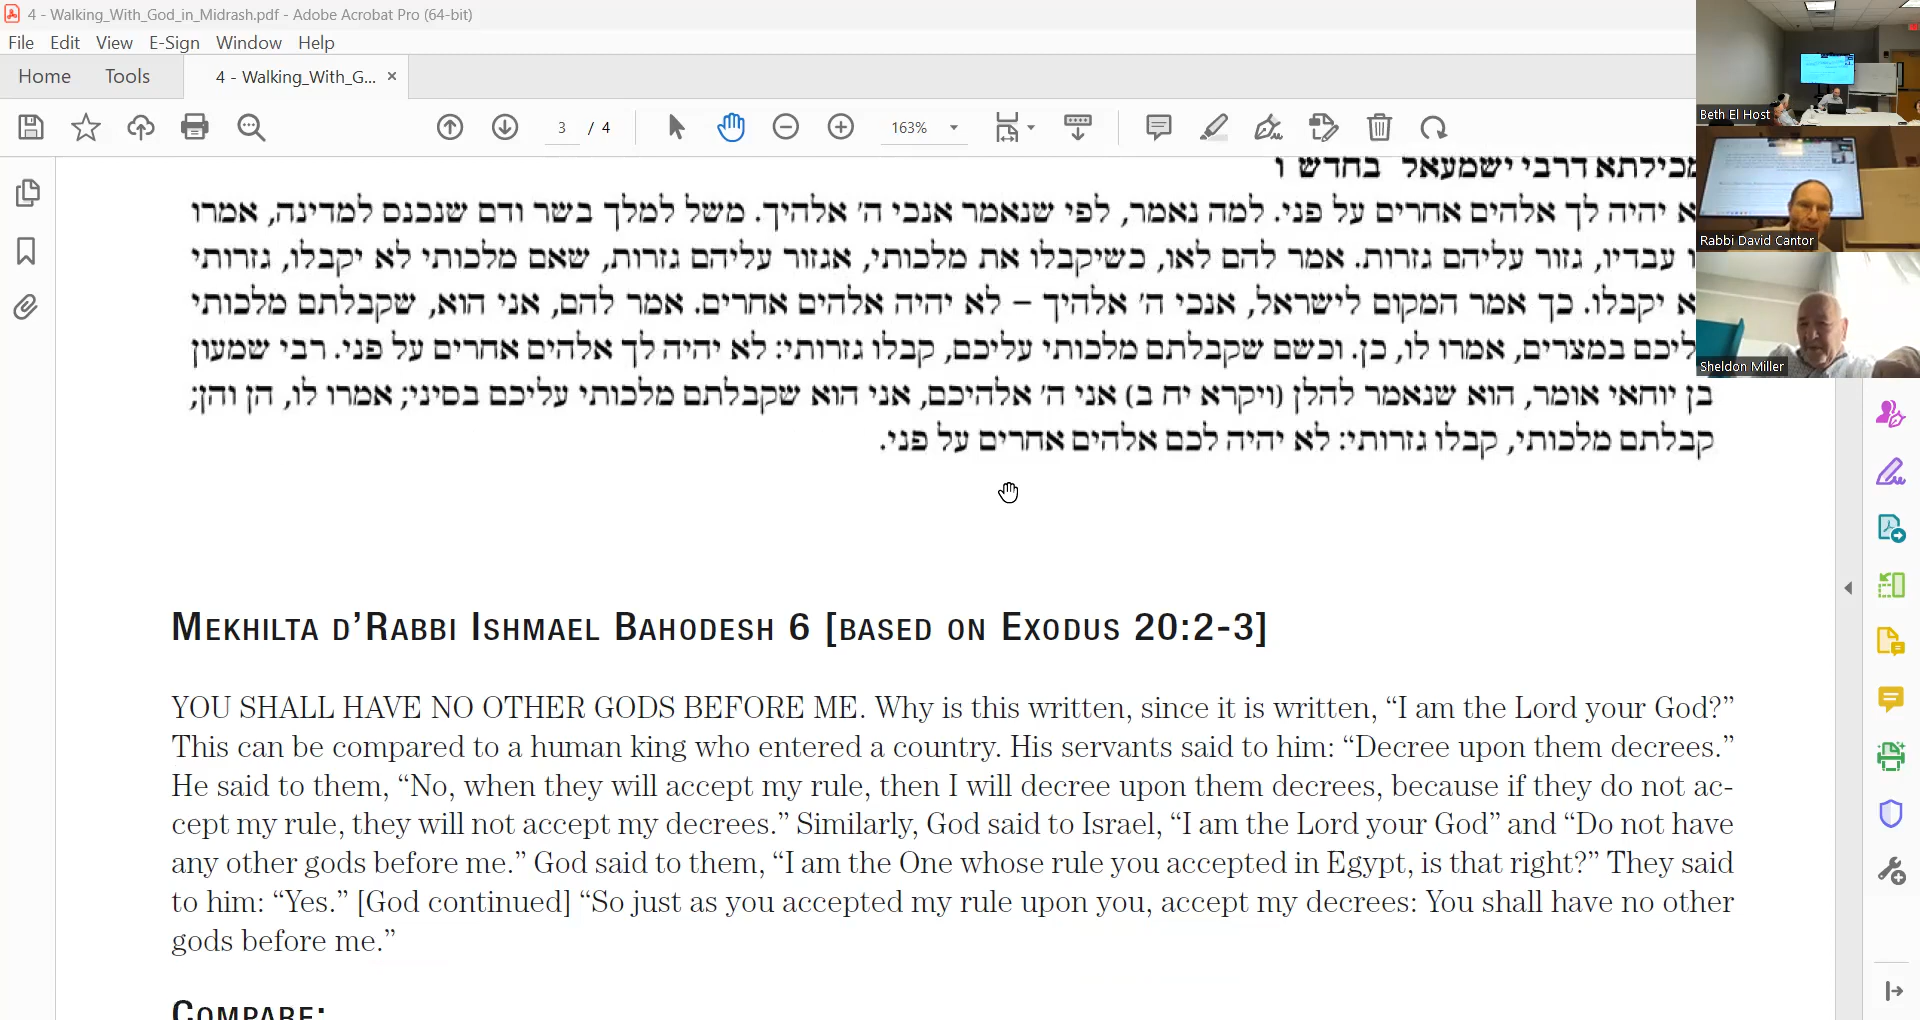 4 - Walking_With_God_in_Midrash.pdf - Adobe Acrobat Pro (64-bit)
File Edit View E-Sign Window Help
Home Tools 4 - Walking_With_G... ×
3 / 4 163%
Beth El Host
Rabbi David Cantor
Sheldon Miller
מכילתא דרבי ישמעאל בחדש ו
יהיה לך אלהים אחרים על פני. למה נאמר, לפי שנאמר אנכי ה' אלהיך. משל למלך בשר ודם שנכנס למדינה, אמרו
עבדיו, גזור עליהם גזרות. אמר להם לאו, כשיקבלו את מלכותי, אגזור עליהם גזרות, שאם מלכותי לא יקבלו, גזרותי
יקבלו. כך אמר המקום לישראל, אנכי ה' אלהיך – לא יהיה אלהים אחרים. אמר להם, אני הוא, שקבלתם מלכותי
ליכם במצרים, אמרו לו, כן. וכשם שקבלתם מלכותי עליכם, קבלו גזרותי: לא יהיה לך אלהים אחרים על פני. רבי שמעון
בן יוחאי אומר, הוא שנאמר להלן (ויקרא יח ב) אני ה' אלהיכם, אני הוא שקבלתם מלכותי עליכם בסיני; אמרו לו, הן והן;
קבלתם מלכותי, קבלו גזרותי: לא יהיה לכם אלהים אחרים על פני.
MEKHILTA D'RABBI ISHMAEL BAHODESH 6 [BASED ON EXODUS 20:2-3]
YOU SHALL HAVE NO OTHER GODS BEFORE ME. Why is this written, since it is written, “I am the Lord your God?”
This can be compared to a human king who entered a country. His servants said to him: “Decree upon them decrees.”
He said to them, “No, when they will accept my rule, then I will decree upon them decrees, because if they do not ac-
cept my rule, they will not accept my decrees.” Similarly, God said to Israel, “I am the Lord your God” and “Do not have
any other gods before me.” God said to them, “I am the One whose rule you accepted in Egypt, is that right?” They said
to him: “Yes.” [God continued] “So just as you accepted my rule upon you, accept my decrees: You shall have no other
gods before me.”
COMPARE: